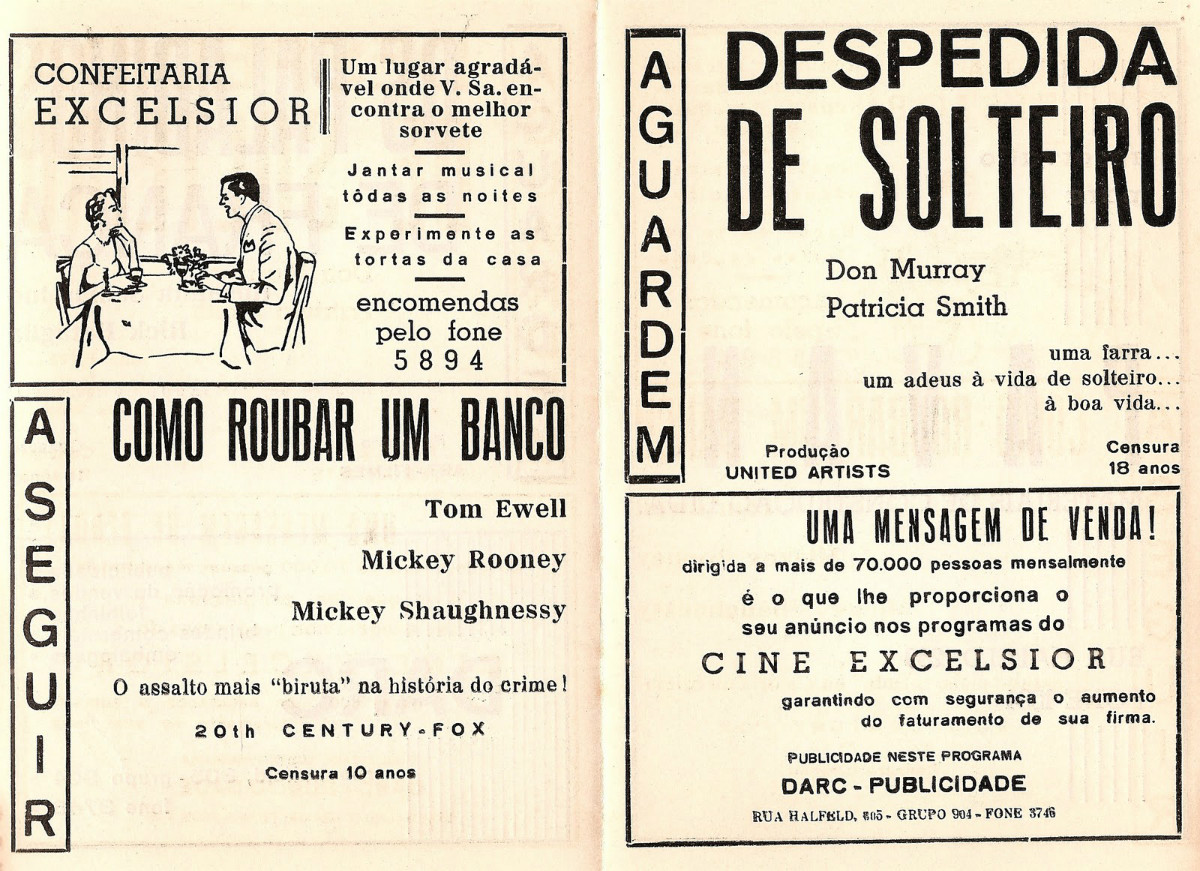 CONFEITARIA
EXCELSIOR
Um lugar agradá-
vel onde V. Sa. en-
contra o melhor
sorvete
Jantar musical
tôdas as noites
Experimente as
tortas da casa
encomendas
pelo fone
5894
A SEGUIR
COMO ROUBAR UM BANCO
Tom Ewell
Mickey Rooney
Mickey Shaughnessy
O assalto mais “biruta” na história do crime!
20th CENTURY-FOX
Censura 10 anos
AGUARDEM
DESPEDIDA
DE SOLTEIRO
Don Murray
Patricia Smith
uma farra...
um adeus à vida de solteiro...
à boa vida...
Produção
UNITED ARTISTS
Censura
18 anos
UMA MENSAGEM DE VENDA!
dirigida a mais de 70.000 pessoas mensalmente
é o que lhe proporciona o
seu anúncio nos programas do
CINE EXCELSIOR
garantindo com segurança o aumento
do faturamento de sua firma.
PUBLICIDADE NESTE PROGRAMA
DARC - PUBLICIDADE
RUA HALFELD, 805 - GRUPO 904 - FONE 3746